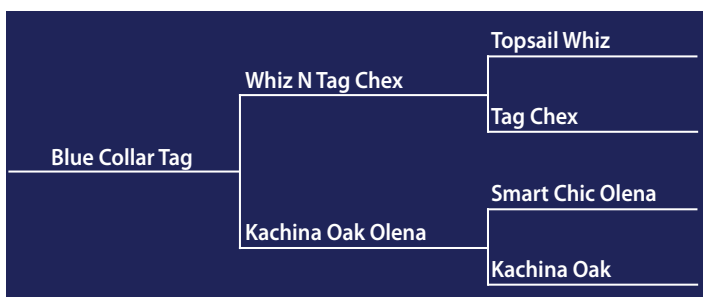 Topsail Whiz
Whiz N Tag Chex
Tag Chex
Blue Collar Tag
Smart Chic Olena
Kachina Oak Olena
Kachina Oak